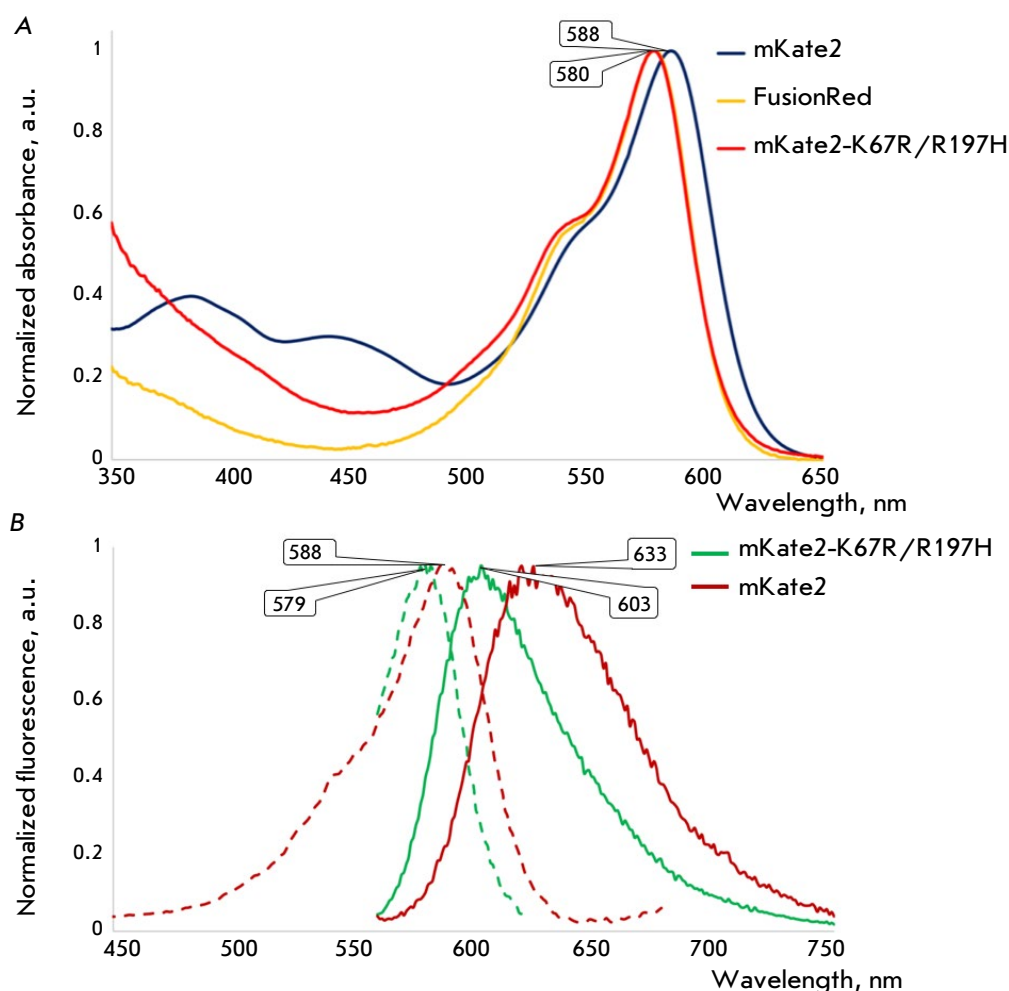 A
Normalized absorbance, a.u.
1
0.8
0.6
0.4
0.2
0
350
400
450
500
550
600
650
Wavelength, nm
588
580
mKate2
FusionRed
mKate2-K67R/R197H
B
Normalized fluorescence, a.u.
1
0.8
0.6
0.4
0.2
0
450
500
550
600
650
700
750
Wavelength, nm
588
579
633
603
mKate2-K67R/R197H
mKate2